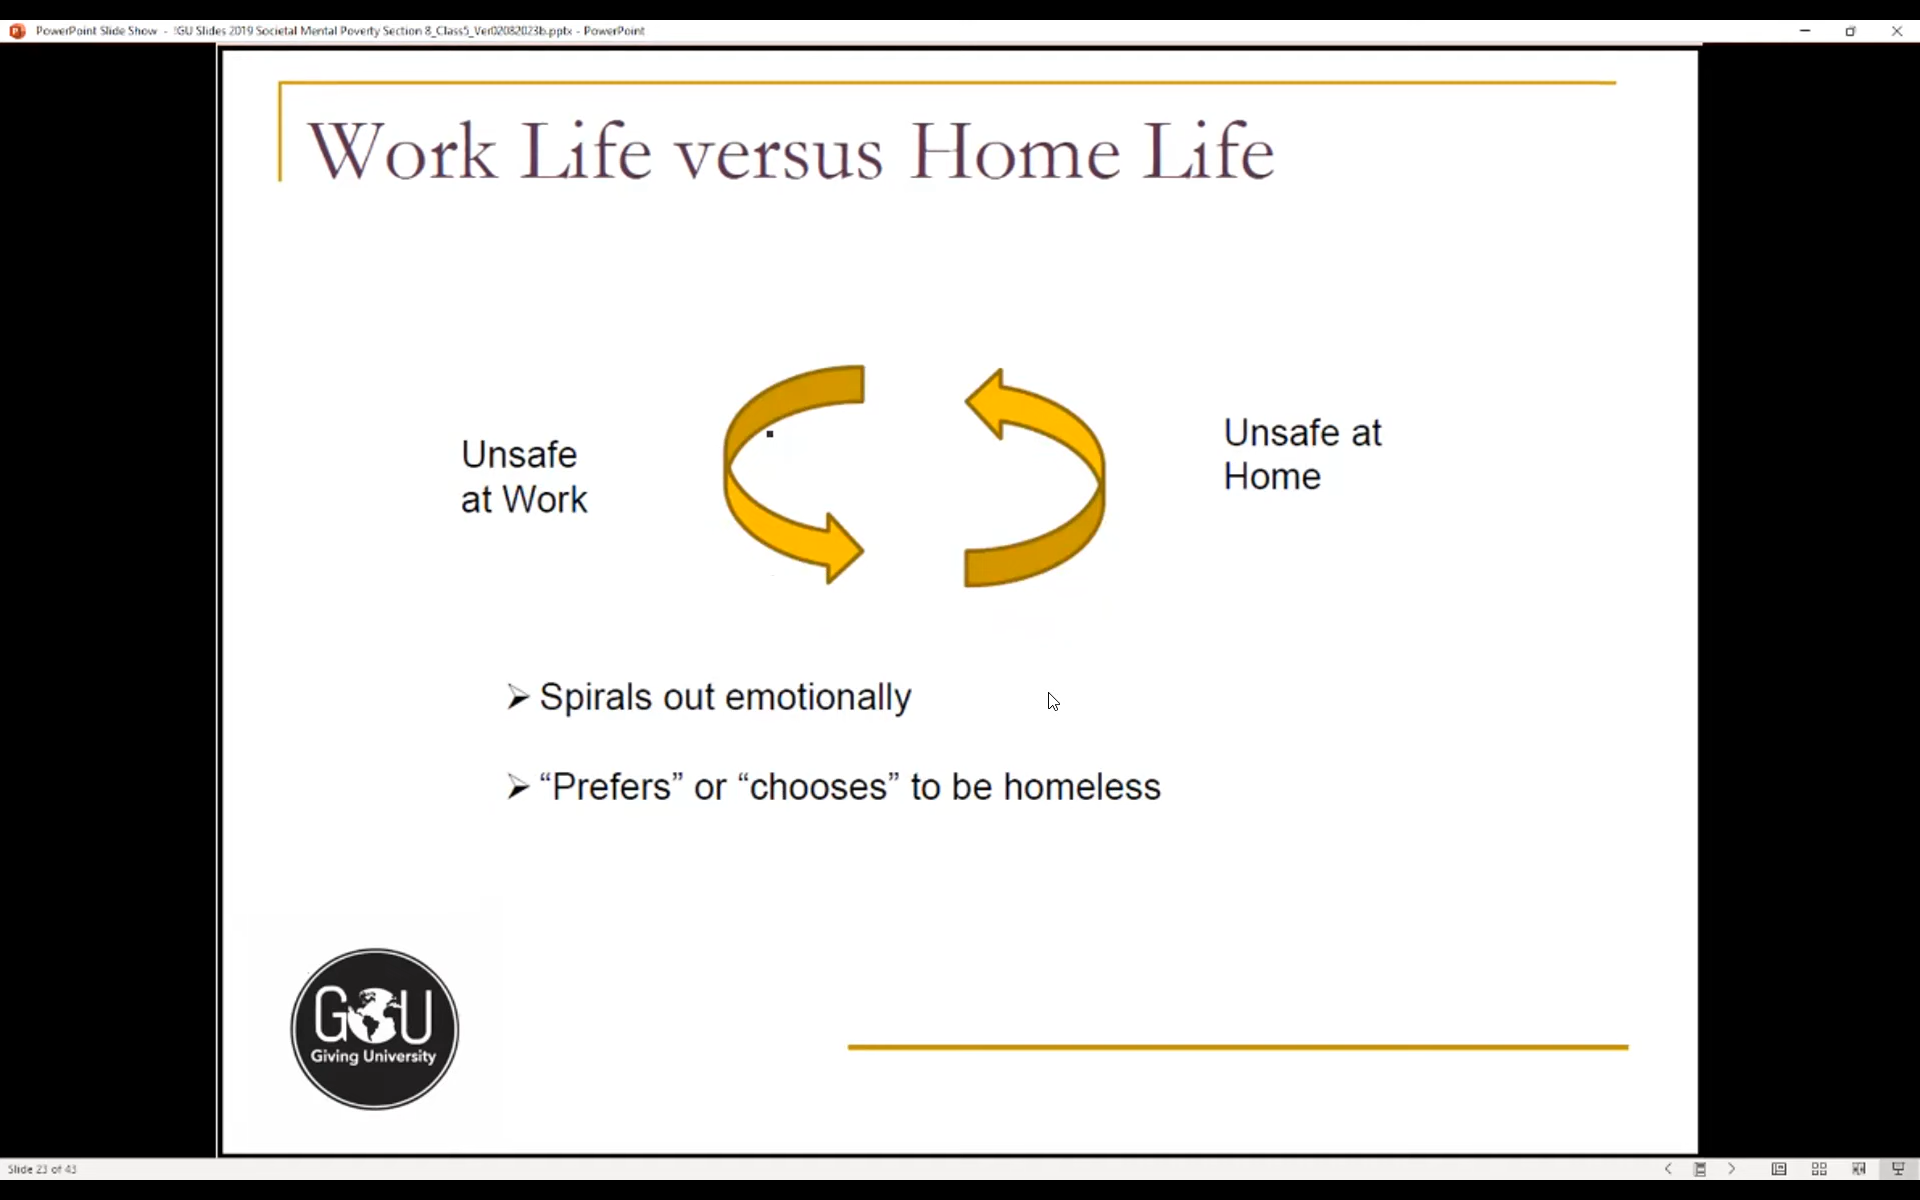 PowerPoint Slide Show - !GU Slides 2019 Societal Mental Poverty Section 8_Class5_Ver02082023b.pptx - PowerPoint
Work Life versus Home Life
Unsafe
at Work
Unsafe at
Home
Spirals out emotionally
“Prefers” or “chooses” to be homeless
GU
Giving University
Slide 23 of 43